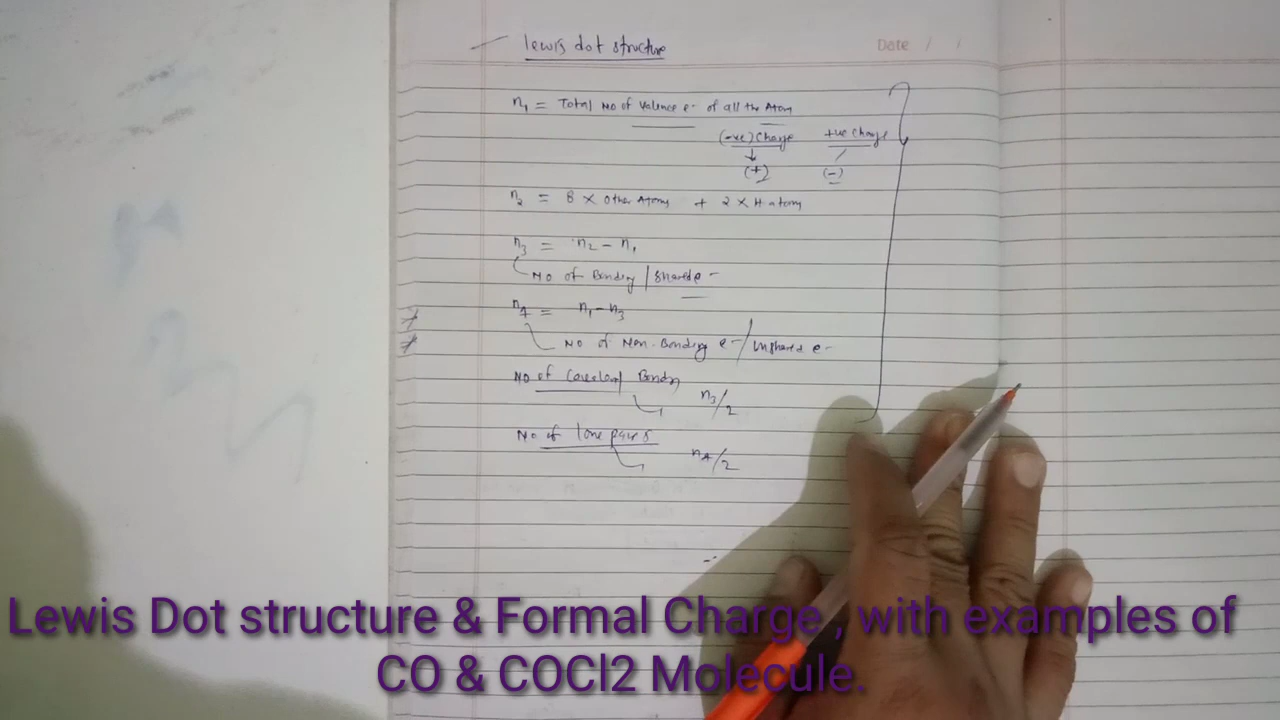 Lewis dot structure
Date / /
n1 = Total No of Valence e- of all the Atom
(-ve) Charge +ve Charge
(+) (-)
n2 = 8 × Other Atoms + 2 × H-atom
n3 = n2 - n1
No of Bonding / Shared e-
n4 = n1 - n3
No of Non-Bonding e- / Unshared e-
No of Covalent Bonds
n3/2
No of lone pairs
n4/2
Lewis Dot structure & Formal Charge , with examples of
CO & COCl2 Molecule.